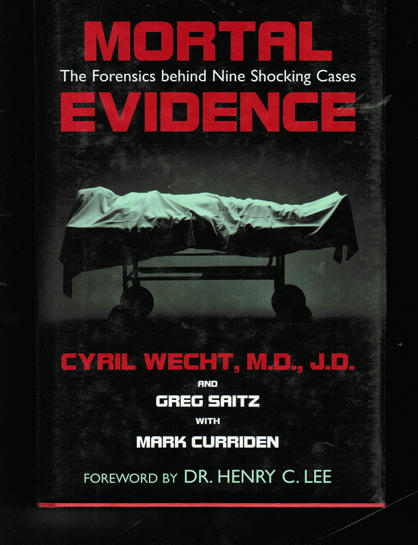 MORTAL
The Forensics behind Nine Shocking Cases
EVIDENCE
CYRIL WECHT, M.D., J.D.
AND
GREG SAITZ
WITH
MARK CURRIDEN
FOREWORD BY DR. HENRY C. LEE